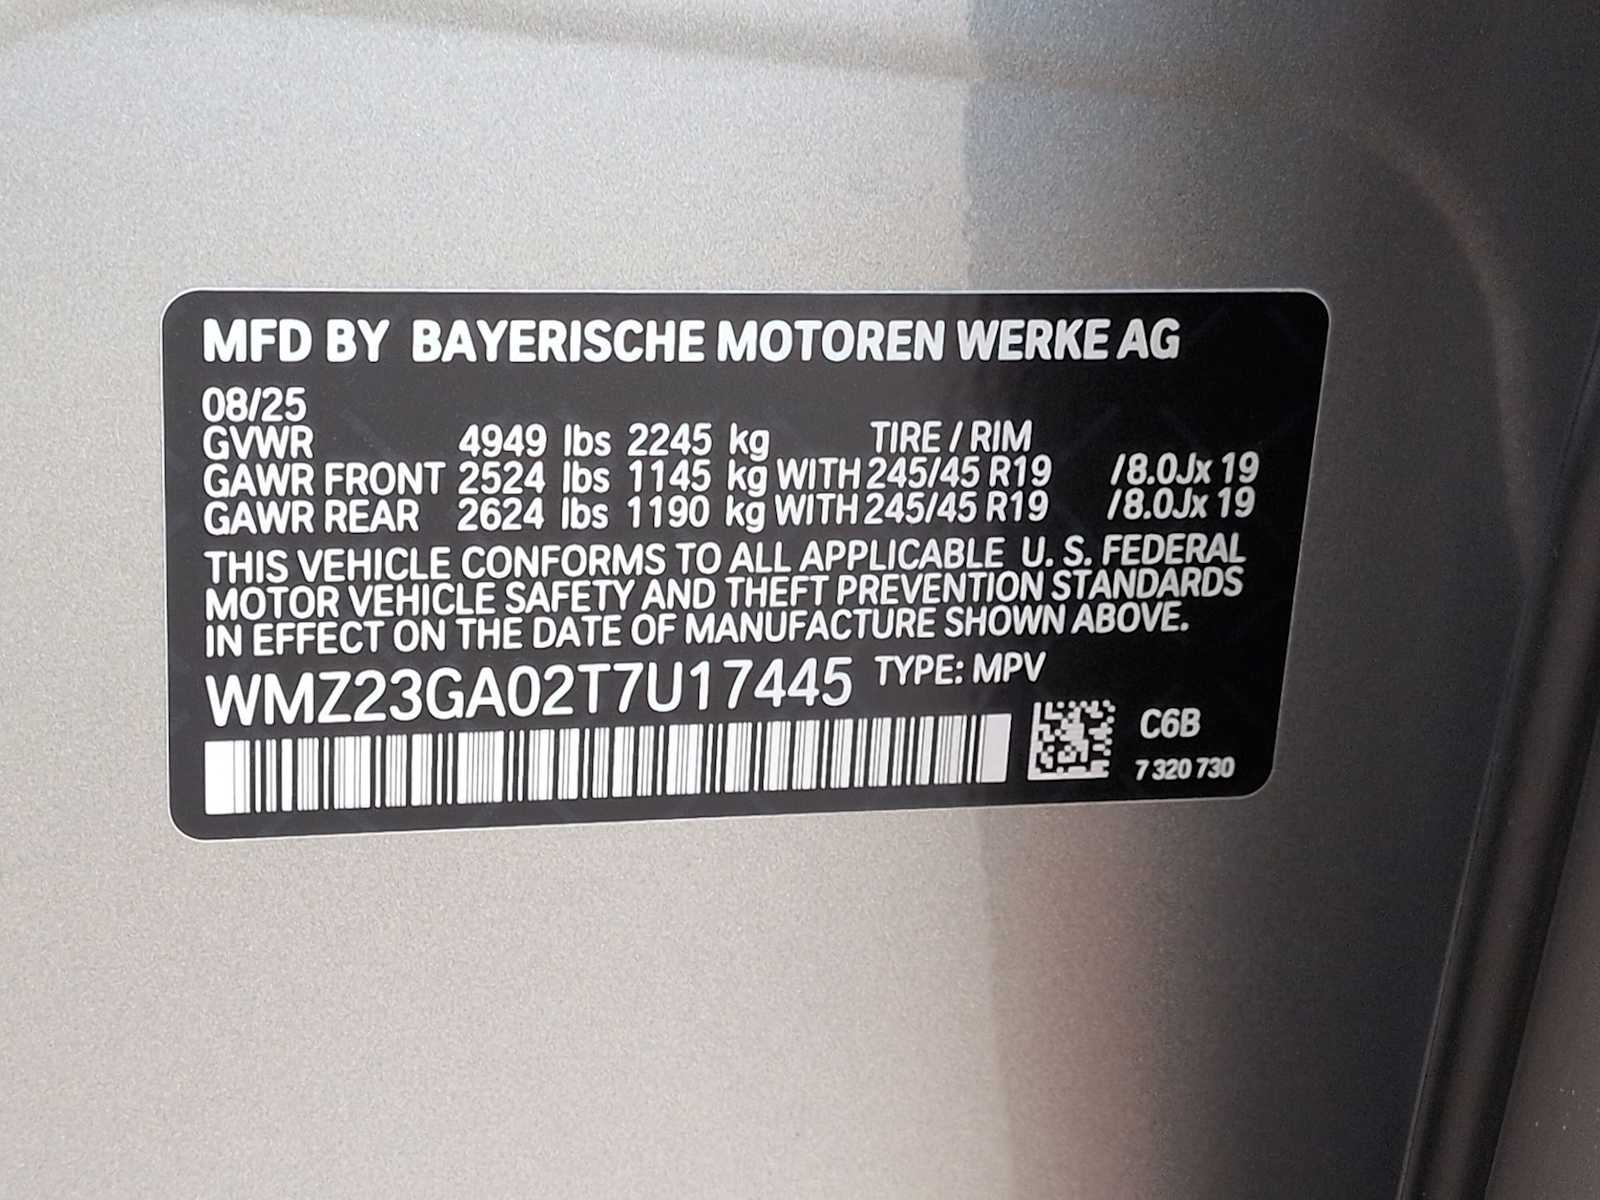 MFD BY BAYERISCHE MOTOREN WERKE AG
08/25
GVWR 4949 lbs 2245 kg TIRE / RIM
GAWR FRONT 2524 lbs 1145 kg WITH 245/45 R19 /8.0Jx 19
GAWR REAR 2624 lbs 1190 kg WITH 245/45 R19 /8.0Jx 19
THIS VEHICLE CONFORMS TO ALL APPLICABLE U. S. FEDERAL
MOTOR VEHICLE SAFETY AND THEFT PREVENTION STANDARDS
IN EFFECT ON THE DATE OF MANUFACTURE SHOWN ABOVE.
WMZ23GA02T7U17445 TYPE: MPV
C6B
7 320 730